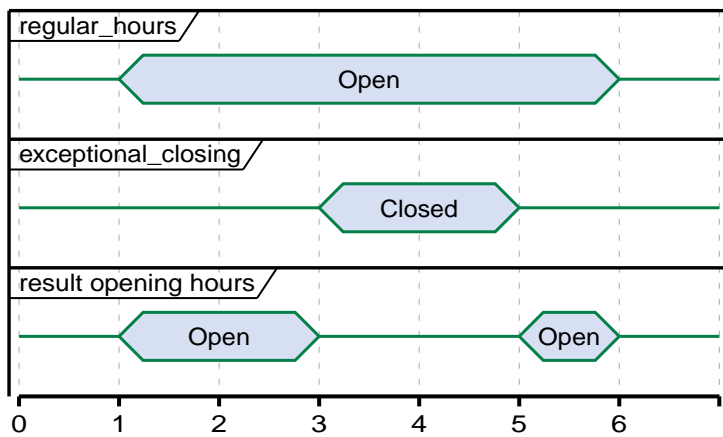 regular_hours
Open
exceptional_closing
Closed
result opening hours
Open Open
0 1 2 3 4 5 6